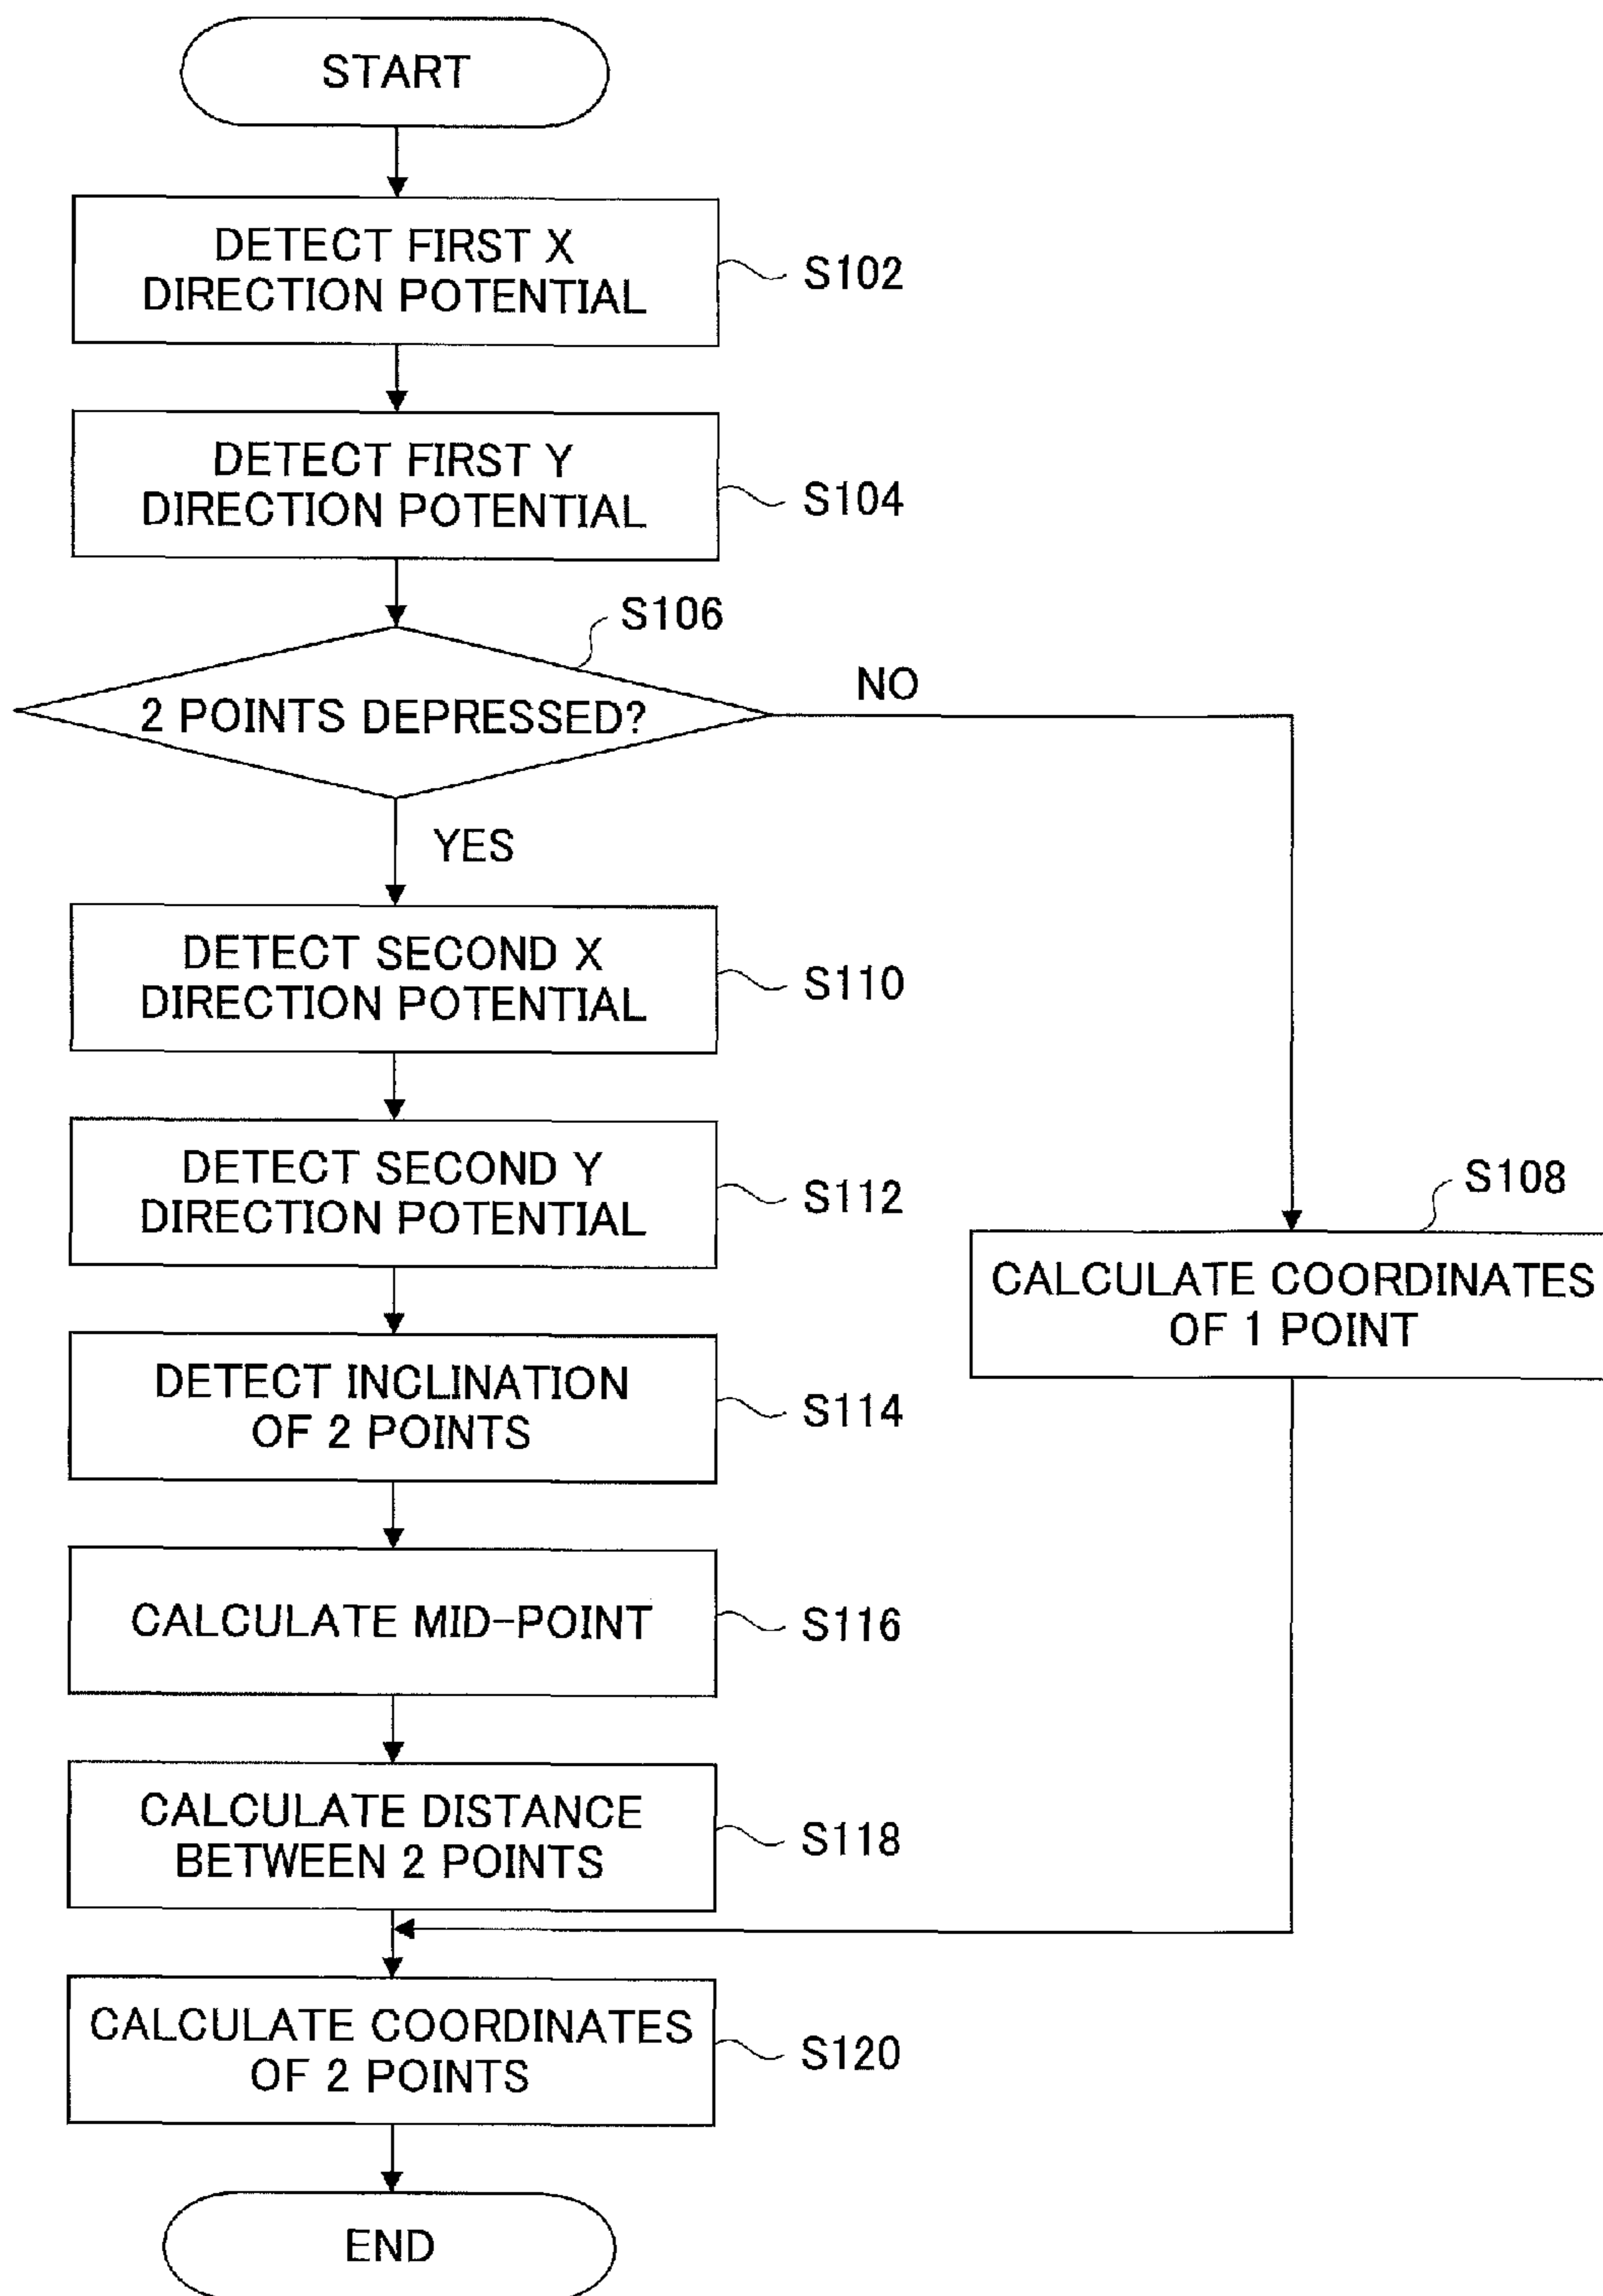 START
DETECT FIRST X
DIRECTION POTENTIAL
S102
DETECT FIRST Y
DIRECTION POTENTIAL
S104
S106
2 POINTS DEPRESSED?
NO
YES
DETECT SECOND X
DIRECTION POTENTIAL
S110
DETECT SECOND Y
DIRECTION POTENTIAL
S112
S108
CALCULATE COORDINATES
OF 1 POINT
DETECT INCLINATION
OF 2 POINTS
S114
CALCULATE MID-POINT
S116
CALCULATE DISTANCE
BETWEEN 2 POINTS
S118
CALCULATE COORDINATES
OF 2 POINTS
S120
END